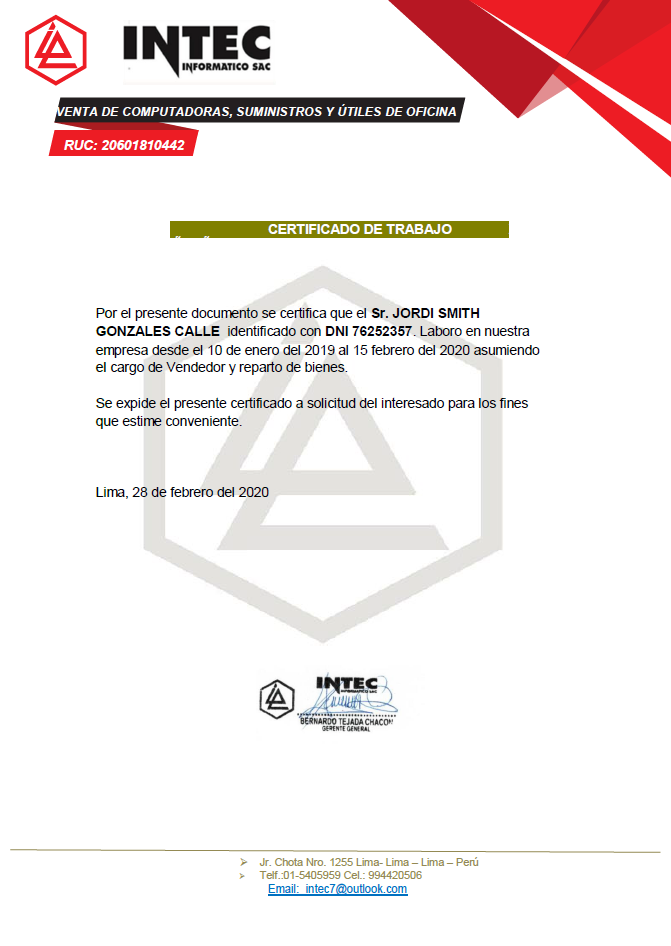 INTEC
INFORMATICO SAC
VENTA DE COMPUTADORAS, SUMINISTROS Y ÚTILES DE OFICINA
RUC: 20601810442
CERTIFICADO DE TRABAJO
Por el presente documento se certifica que el Sr. JORDI SMITH
GONZALES CALLE identificado con DNI 76252357. Laboro en nuestra
empresa desde el 10 de enero del 2019 al 15 febrero del 2020 asumiendo
el cargo de Vendedor y reparto de bienes.
Se expide el presente certificado a solicitud del interesado para los fines
que estime conveniente.
Lima, 28 de febrero del 2020
INTEC
INFORMATICO SAC
BERNARDO TEJADA CHACON
GERENTE GENERAL
Jr. Chota Nro. 1255 Lima- Lima – Lima – Perú
Telf.:01-5405959 Cel.: 994420506
Email: intec7@outlook.com